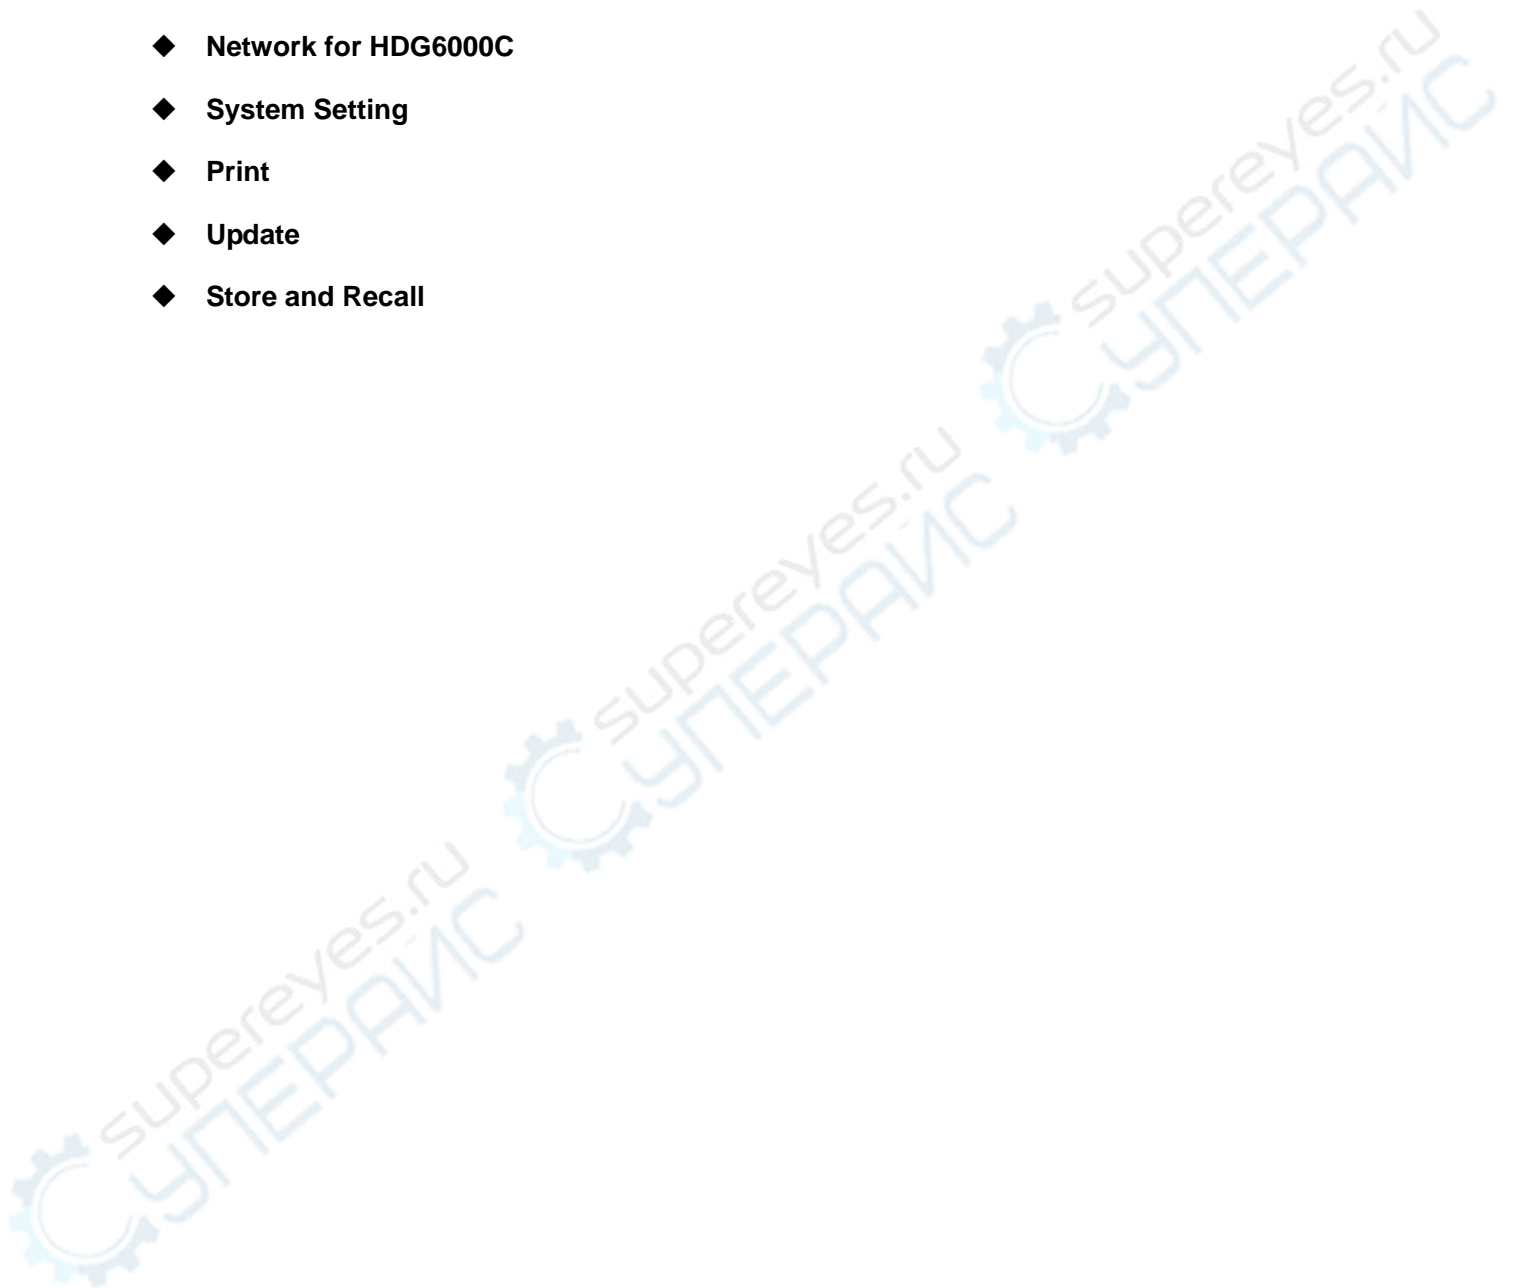 ◆ Network for HDG6000C
◆ System Setting
◆ Print
◆ Update
◆ Store and Recall
supereyes.ru
СУПЕРАЙС
supereyes.ru
СУПЕРАЙС
supereyes.ru
СУПЕРАЙС